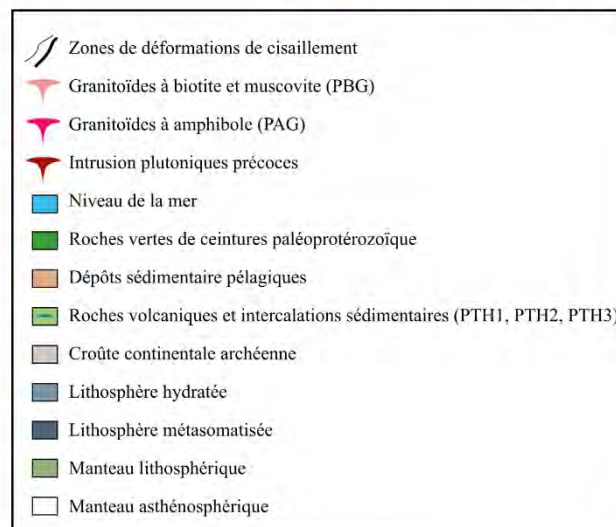 Zones de déformations de cisaillement
Granitoïdes à biotite et muscovite (PBG)
Granitoïdes à amphibole (PAG)
Intrusion plutoniques précoces
Niveau de la mer
Roches vertes de ceintures paléoprotérozoïque
Dépôts sédimentaire pélagiques
Roches volcaniques et intercalations sédimentaires (PTH1, PTH2, PTH3)
Croûte continentale archéenne
Lithosphère hydratée
Lithosphère métasomatisée
Manteau lithosphérique
Manteau asthénosphérique